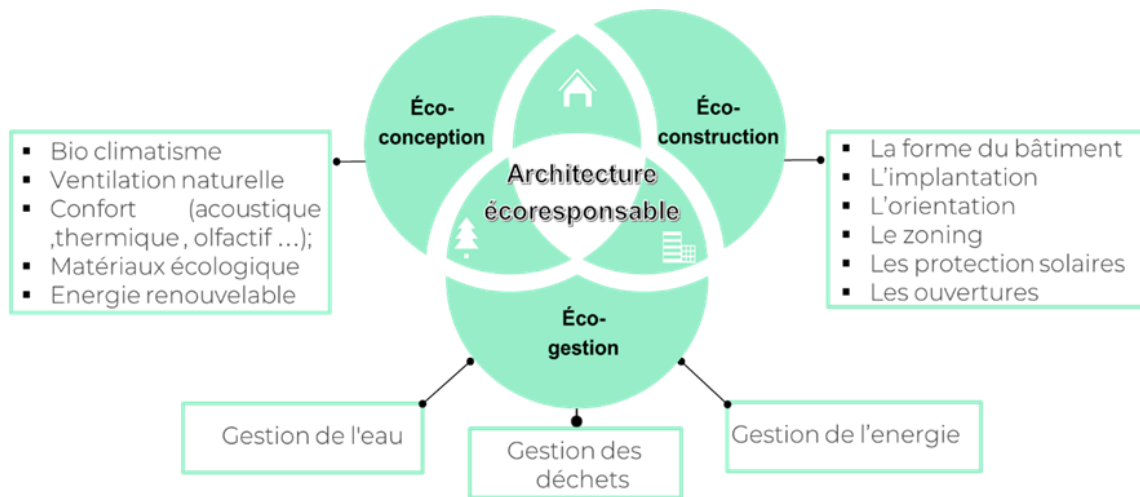 Éco-
conception
Éco-
construction
Architecture
écoresponsable
Éco-
gestion
▪ Bio climatisme
▪ Ventilation naturelle
▪ Confort (acoustique
,thermique , olfactif ...);
▪ Matériaux écologique
▪ Energie renouvelable
▪ La forme du bâtiment
▪ L’implantation
▪ L’orientation
▪ Le zoning
▪ Les protection solaires
▪ Les ouvertures
Gestion de l'eau
Gestion des
déchets
Gestion de l’energie